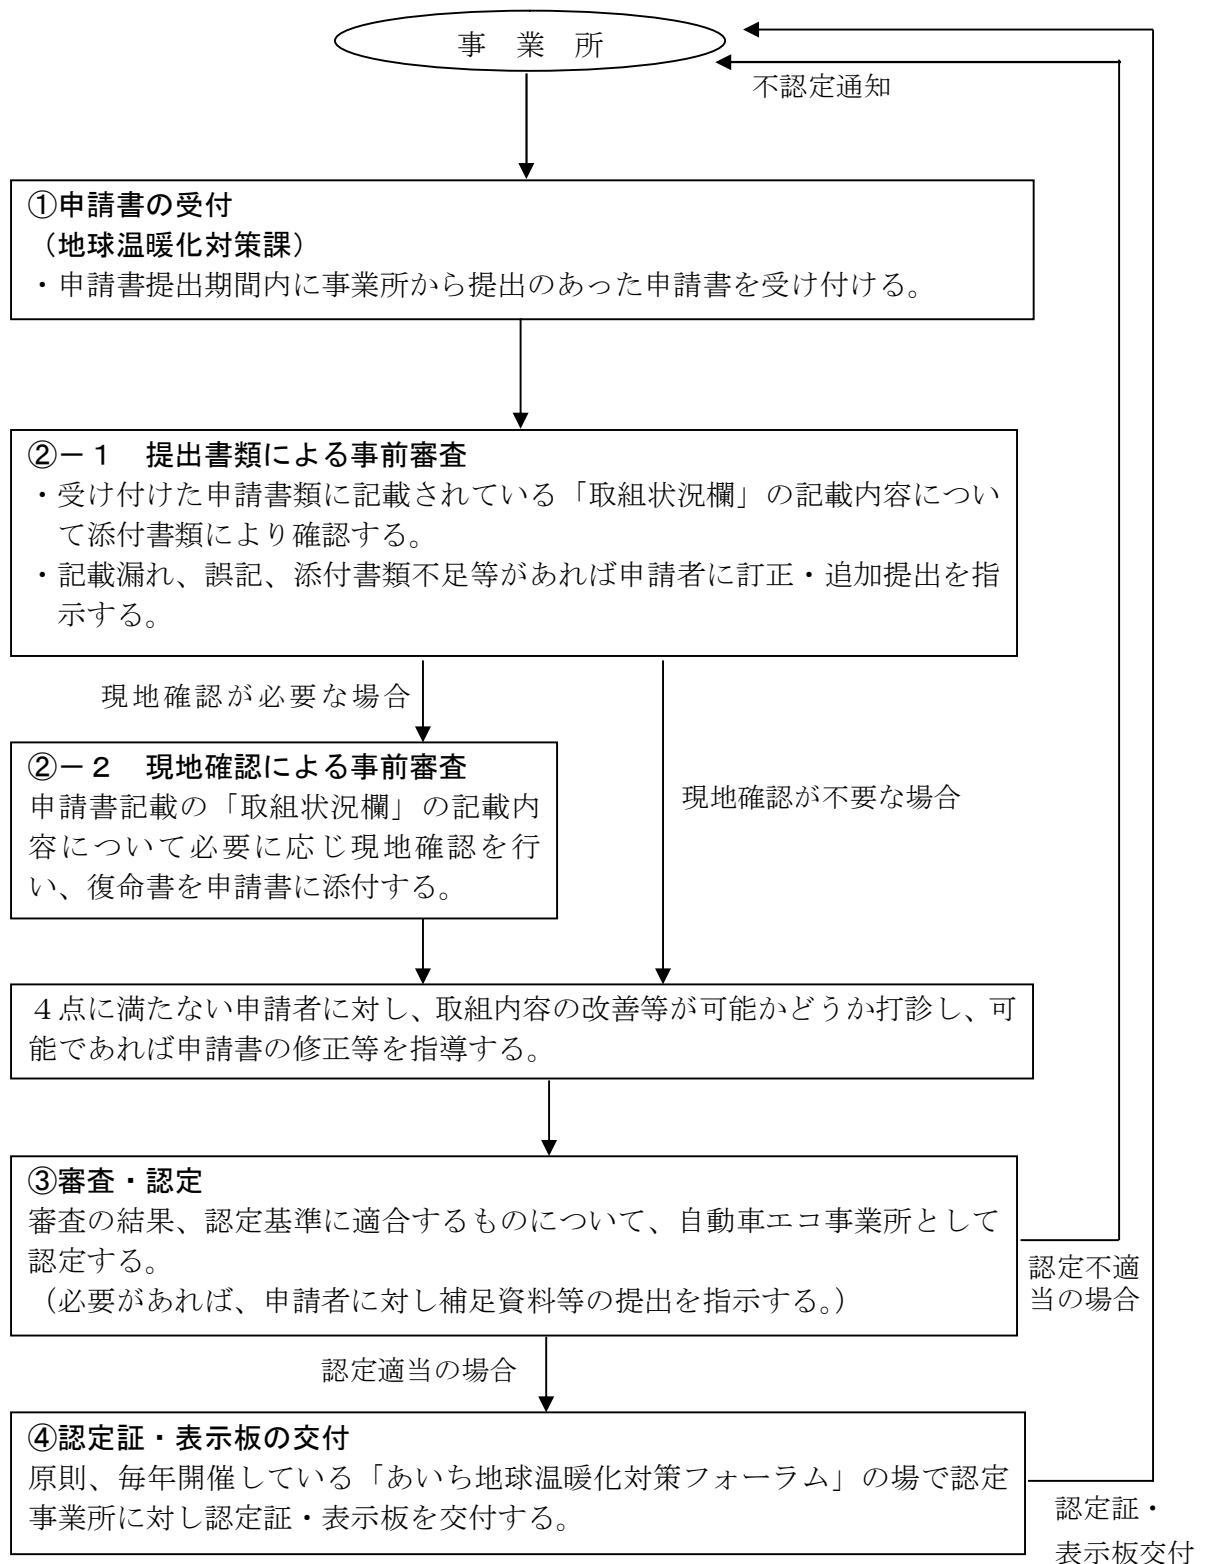 事　業　所
不認定通知
①申請書の受付
（地球温暖化対策課）
・申請書提出期間内に事業所から提出のあった申請書を受け付ける。
②－１　提出書類による事前審査
・受け付けた申請書類に記載されている「取組状況欄」の記載内容につい
て添付書類により確認する。
・記載漏れ、誤記、添付書類不足等があれば申請者に訂正・追加提出を指
示する。
現地確認が必要な場合
②－２　現地確認による事前審査
申請書記載の「取組状況欄」の記載内
容について必要に応じ現地確認を行
い、復命書を申請書に添付する。
現地確認が不要な場合
４点に満たない申請者に対し、取組内容の改善等が可能かどうか打診し、可
能であれば申請書の修正等を指導する。
③審査・認定
審査の結果、認定基準に適合するものについて、自動車エコ事業所として
認定する。
（必要があれば、申請者に対し補足資料等の提出を指示する。）
認定不適
当の場合
認定適当の場合
④認定証・表示板の交付
原則、毎年開催している「あいち地球温暖化対策フォーラム」の場で認定
事業所に対し認定証・表示板を交付する。
認定証・
表示板交付